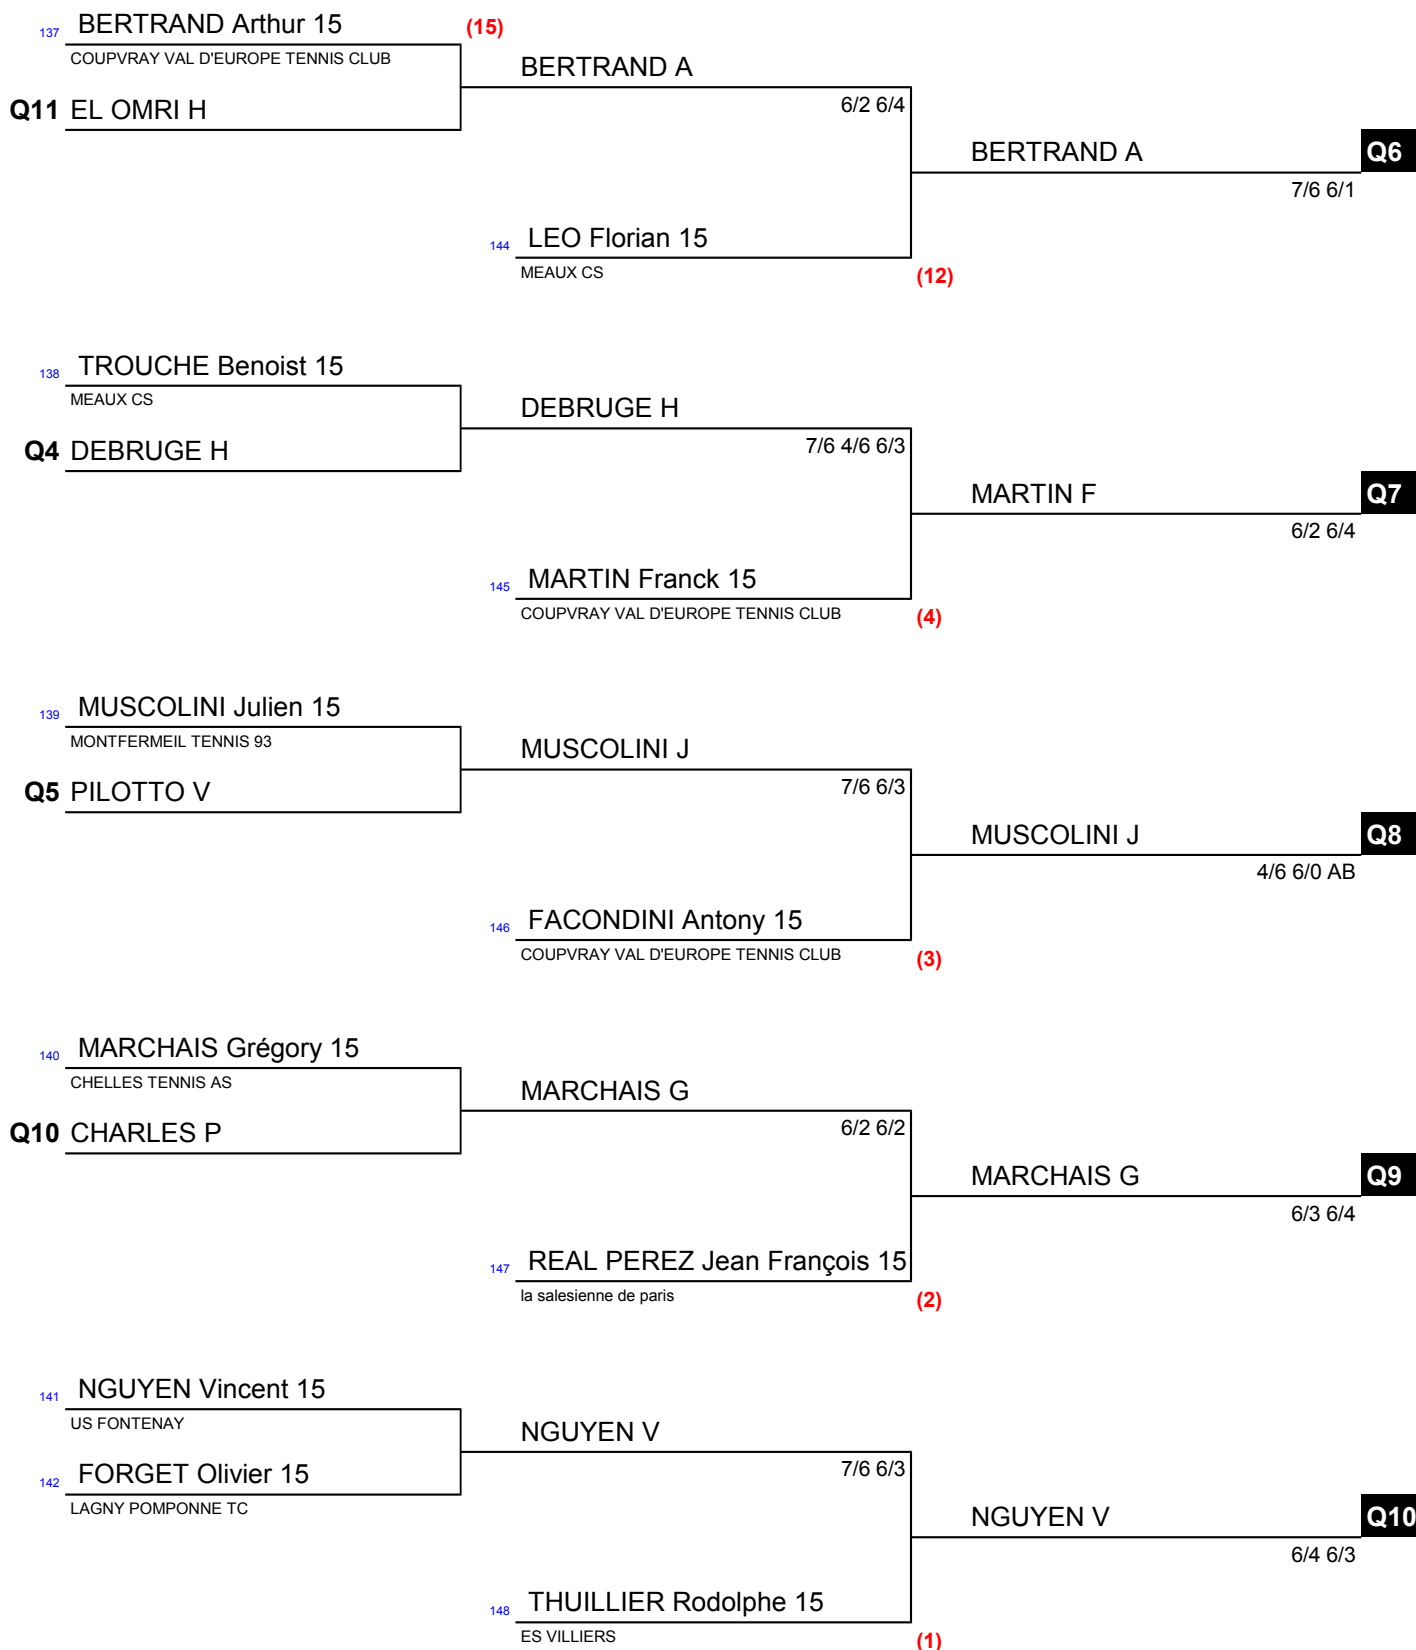 137 BERTRAND Arthur 15 (15)
COUPVRAY VAL D'EUROPE TENNIS CLUB
BERTRAND A
Q11 EL OMRI H
6/2 6/4
BERTRAND A Q6
7/6 6/1
144 LEO Florian 15
MEAUX CS
(12)
138 TROUCHE Benoist 15
MEAUX CS
DEBRUGE H
Q4 DEBRUGE H
7/6 4/6 6/3
MARTIN F Q7
6/2 6/4
145 MARTIN Franck 15
COUPVRAY VAL D'EUROPE TENNIS CLUB
(4)
139 MUSCOLINI Julien 15
MONTFERMEIL TENNIS 93
MUSCOLINI J
Q5 PILOTTO V
7/6 6/3
MUSCOLINI J Q8
4/6 6/0 AB
146 FACONDINI Antony 15
COUPVRAY VAL D'EUROPE TENNIS CLUB
(3)
140 MARCHAIS Grégory 15
CHELLES TENNIS AS
MARCHAIS G
Q10 CHARLES P
6/2 6/2
MARCHAIS G Q9
6/3 6/4
147 REAL PEREZ Jean François 15
la salesienne de paris
(2)
141 NGUYEN Vincent 15
US FONTENAY
NGUYEN V
142 FORGET Olivier 15
7/6 6/3
LAGNY POMPONNE TC
NGUYEN V Q10
6/4 6/3
148 THUILLIER Rodolphe 15
ES VILLIERS
(1)